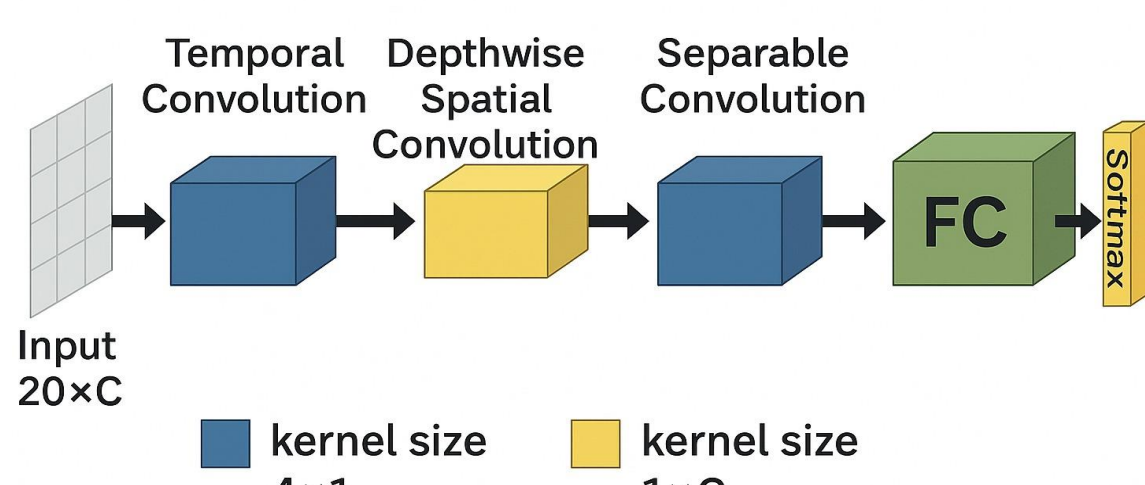 Temporal
Convolution
Depthwise
Spatial
Convolution
Separable
Convolution
FC
Softmax
Input
20×C
kernel size
kernel size